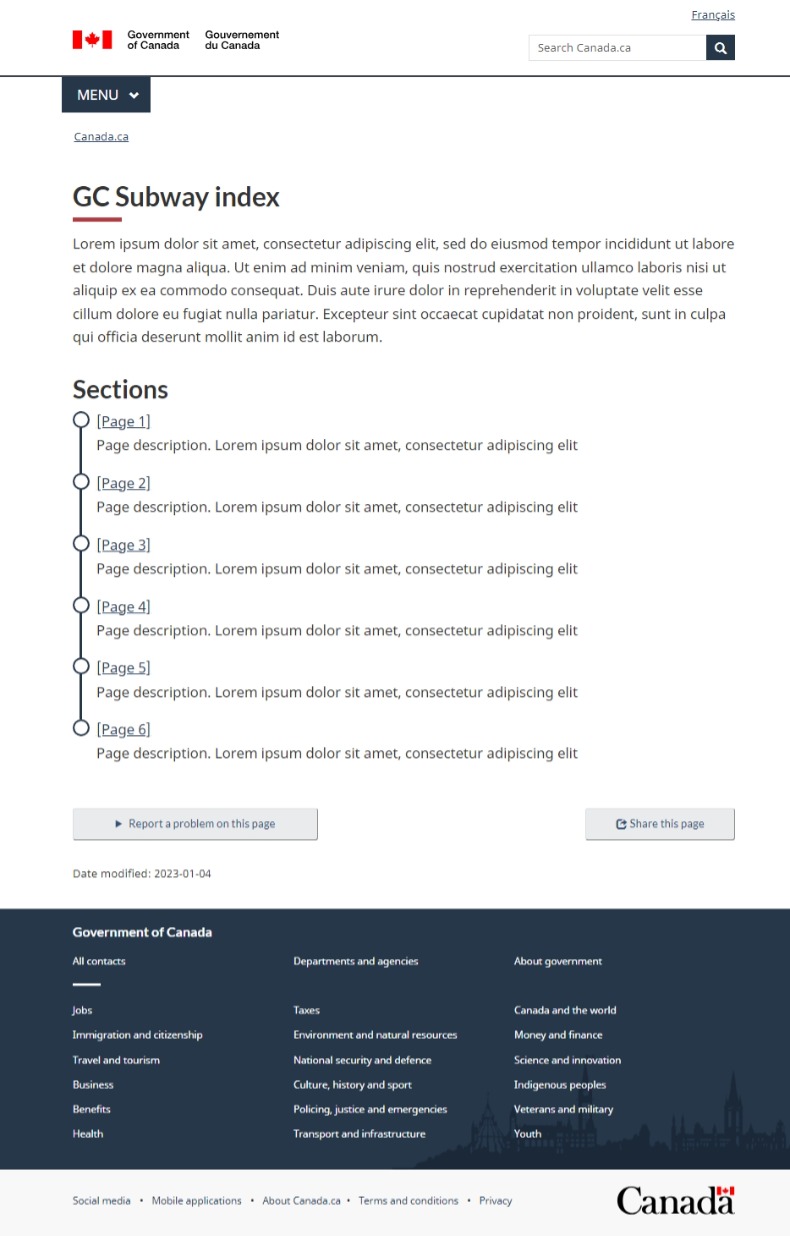 Français
Government of Canada
Gouvernement du Canada
Search Canada.ca
MENU
Canada.ca
GC Subway index
Lorem ipsum dolor sit amet, consectetur adipiscing elit, sed do eiusmod tempor incididunt ut labore
et dolore magna aliqua. Ut enim ad minim veniam, quis nostrud exercitation ullamco laboris nisi ut
aliquip ex ea commodo consequat. Duis aute irure dolor in reprehenderit in voluptate velit esse
cillum dolore eu fugiat nulla pariatur. Excepteur sint occaecat cupidatat non proident, sunt in culpa
qui officia deserunt mollit anim id est laborum.
Sections
[Page 1]
Page description. Lorem ipsum dolor sit amet, consectetur adipiscing elit
[Page 2]
Page description. Lorem ipsum dolor sit amet, consectetur adipiscing elit
[Page 3]
Page description. Lorem ipsum dolor sit amet, consectetur adipiscing elit
[Page 4]
Page description. Lorem ipsum dolor sit amet, consectetur adipiscing elit
[Page 5]
Page description. Lorem ipsum dolor sit amet, consectetur adipiscing elit
[Page 6]
Page description. Lorem ipsum dolor sit amet, consectetur adipiscing elit
Report a problem on this page
Share this page
Date modified: 2023-01-04
Government of Canada
All contacts Departments and agencies About government
Jobs Taxes Canada and the world
Immigration and citizenship Environment and natural resources Money and finance
Travel and tourism National security and defence Science and innovation
Business Culture, history and sport Indigenous peoples
Benefits Policing, justice and emergencies Veterans and military
Health Transport and infrastructure Youth
Social media • Mobile applications • About Canada.ca • Terms and conditions • Privacy
Canada